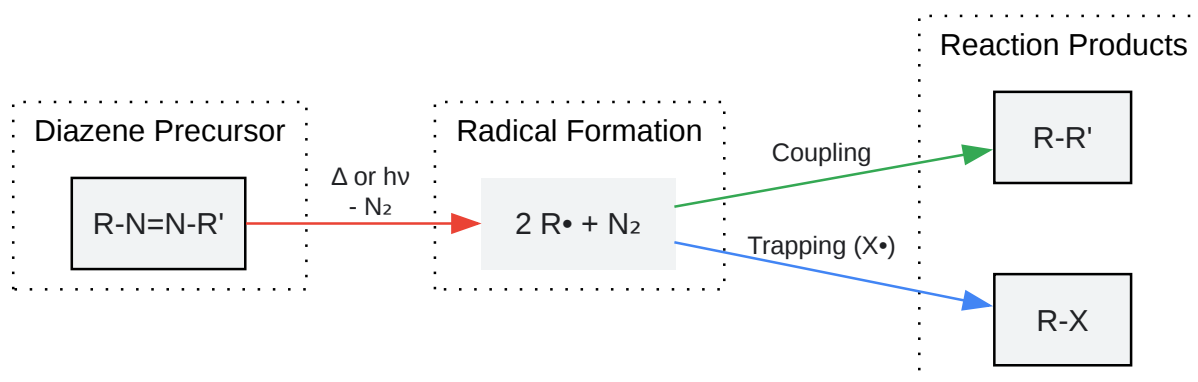 Reaction Products
Diazene Precursor
Radical Formation
R-R'
Coupling
Δ or hν
- N₂
R-N=N-R'
2 R• + N₂
Trapping (X•)
R-X